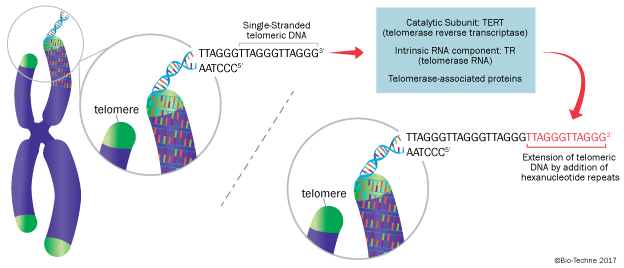 Single-Stranded
telomeric DNA
TTAGGGTTAGGGTTAGGG3'
AATCCC5'
telomere
Catalytic Subunit: TERT
(telomerase reverse transcriptase)
Intrinsic RNA component: TR
(telomerase RNA)
Telomerase-associated proteins
TTAGGGTTAGGGTTAGGGTTAGGGTTAGGG3'
AATCCC5'
telomere
Extension of telomeric
DNA by addition of
hexanucleotide repeats
©Bio-Techne 2017